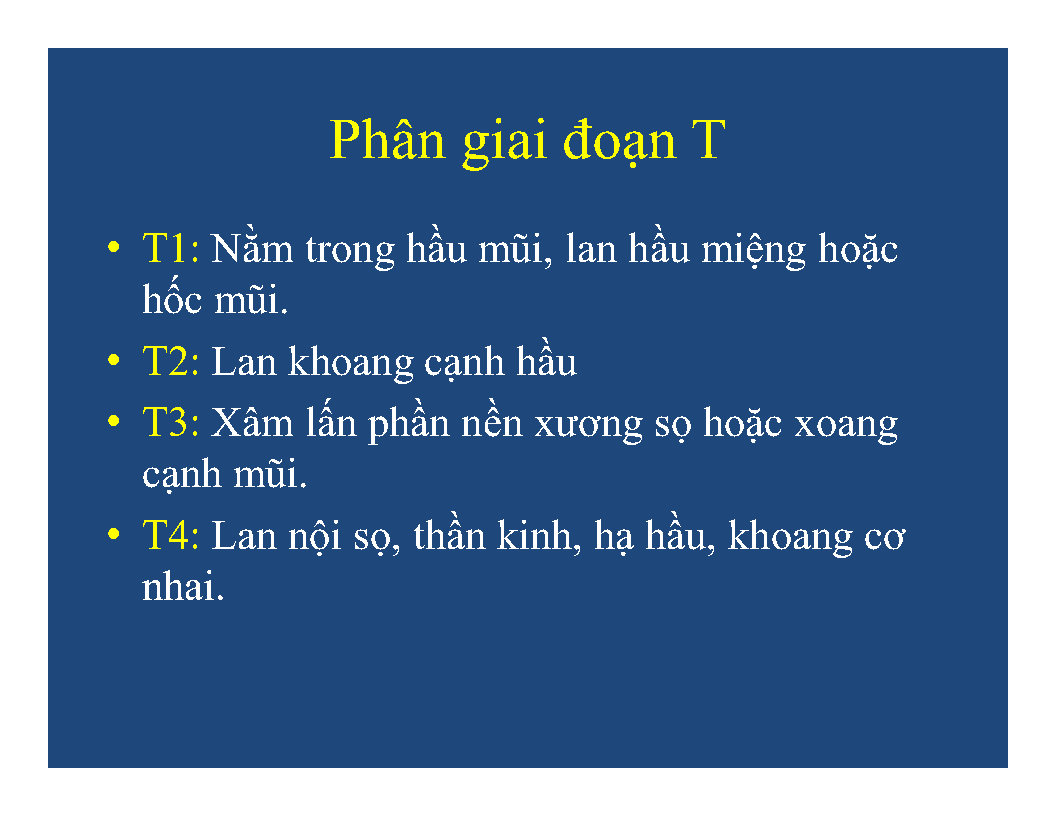 Phân giai đoạn T
• T1: Nằm trong hầu mũi, lan hầu miệng hoặc
hốc mũi.
• T2: Lan khoang cạnh hầu
• T3: Xâm lấn phần nền xương sọ hoặc xoang
cạnh mũi.
• T4: Lan nội sọ, thần kinh, hạ hầu, khoang cơ
nhai.